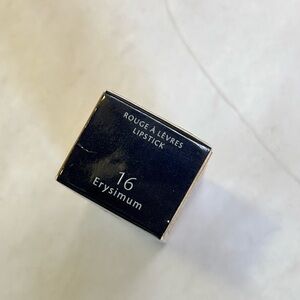 ROUGE À LÈVRES
LIPSTICK
16
Erysimum